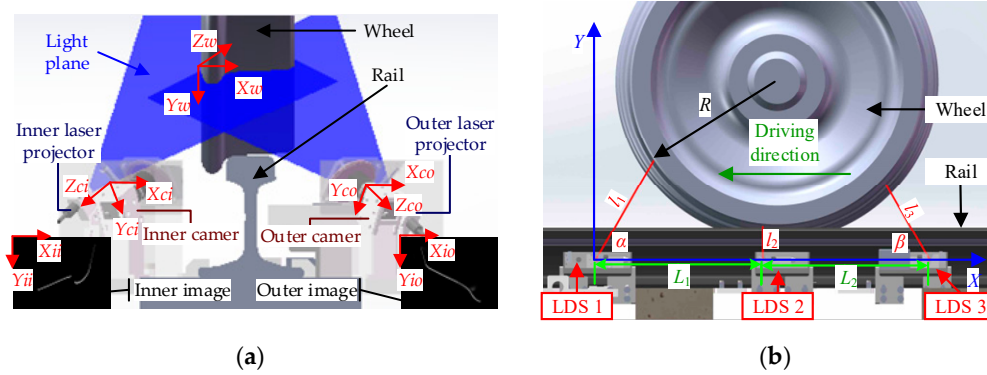 Light
plane
Zw
Wheel
Xw
Rail
Yw
Inner laser
projector
Outer laser
projector
Zci
Xci
Yci
Yco
Xco
Zco
Inner camer
Outer camer
Xii
Yii
Xio
Yio
Inner image
Outer image
(a)
Y
R
Wheel
Driving
direction
Rail
l1
l3
α
l2
β
L1
L2
X
LDS 1
LDS 2
LDS 3
(b)